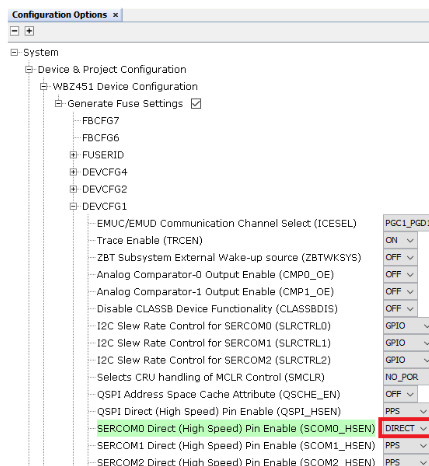 Configuration Options ×
System
Device & Project Configuration
WBZ451 Device Configuration
Generate Fuse Settings
FBCFG7
FBCFG6
FUSERID
DEVCFG4
DEVCFG2
DEVCFG1
EMUC/EMUD Communication Channel Select (ICESEL) PGC1_PGD1
Trace Enable (TRCEN) ON
ZBT Subsystem External Wake-up source (ZBTWKSYS) OFF
Analog Comparator-0 Output Enable (CMP0_OE) OFF
Analog Comparator-1 Output Enable (CMP1_OE) OFF
Disable CLASSB Device Functionality (CLASSBDIS) OFF
I2C Slew Rate Control for SERCOM0 (SLRCTRL0) GPIO
I2C Slew Rate Control for SERCOM1 (SLRCTRL1) GPIO
I2C Slew Rate Control for SERCOM2 (SLRCTRL2) GPIO
Selects CRU handling of MCLR Control (SMCLR) NO_POR
QSPI Address Space Cache Attribute (QSCHE_EN) OFF
QSPI Direct (High Speed) Pin Enable (QSPI_HSEN) PPS
SERCOM0 Direct (High Speed) Pin Enable (SCOM0_HSEN) DIRECT
SERCOM1 Direct (High Speed) Pin Enable (SCOM1_HSEN) PPS
SERCOM2 Direct (High Speed) Pin Enable (SCOM2_HSEN) PPS